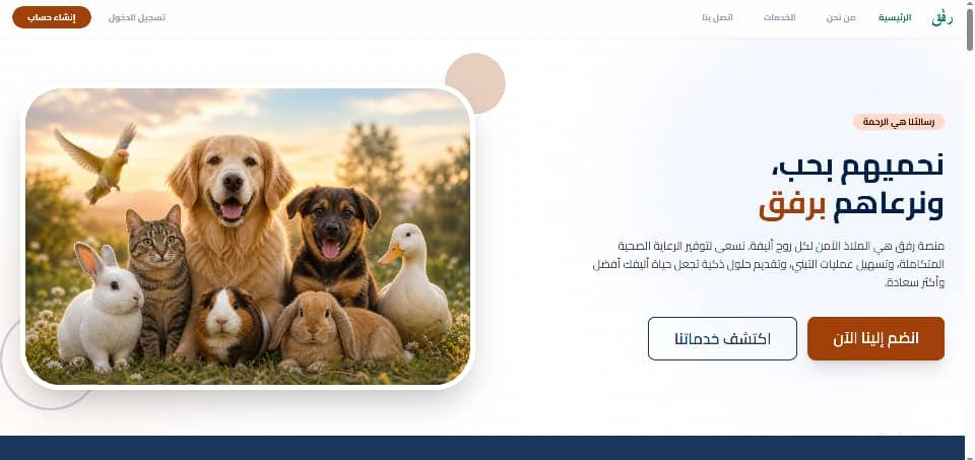 رفق
الرئيسية
من نحن
الخدمات
اتصل بنا
تسجيل الدخول
إنشاء حساب
رسالتنا هي الرحمة
نحميهم بحب،
ونرعاهم برفق
منصة رفق هي الملاذ الآمن لكل روح أليفة. نسعى لتوفير الرعاية الصحية
المتكاملة، وتسهيل عمليات التبني، وتقديم حلول ذكية تجعل حياة أليفك أفضل
وأكثر سعادة.
انضم إلينا الآن
اكتشف خدماتنا